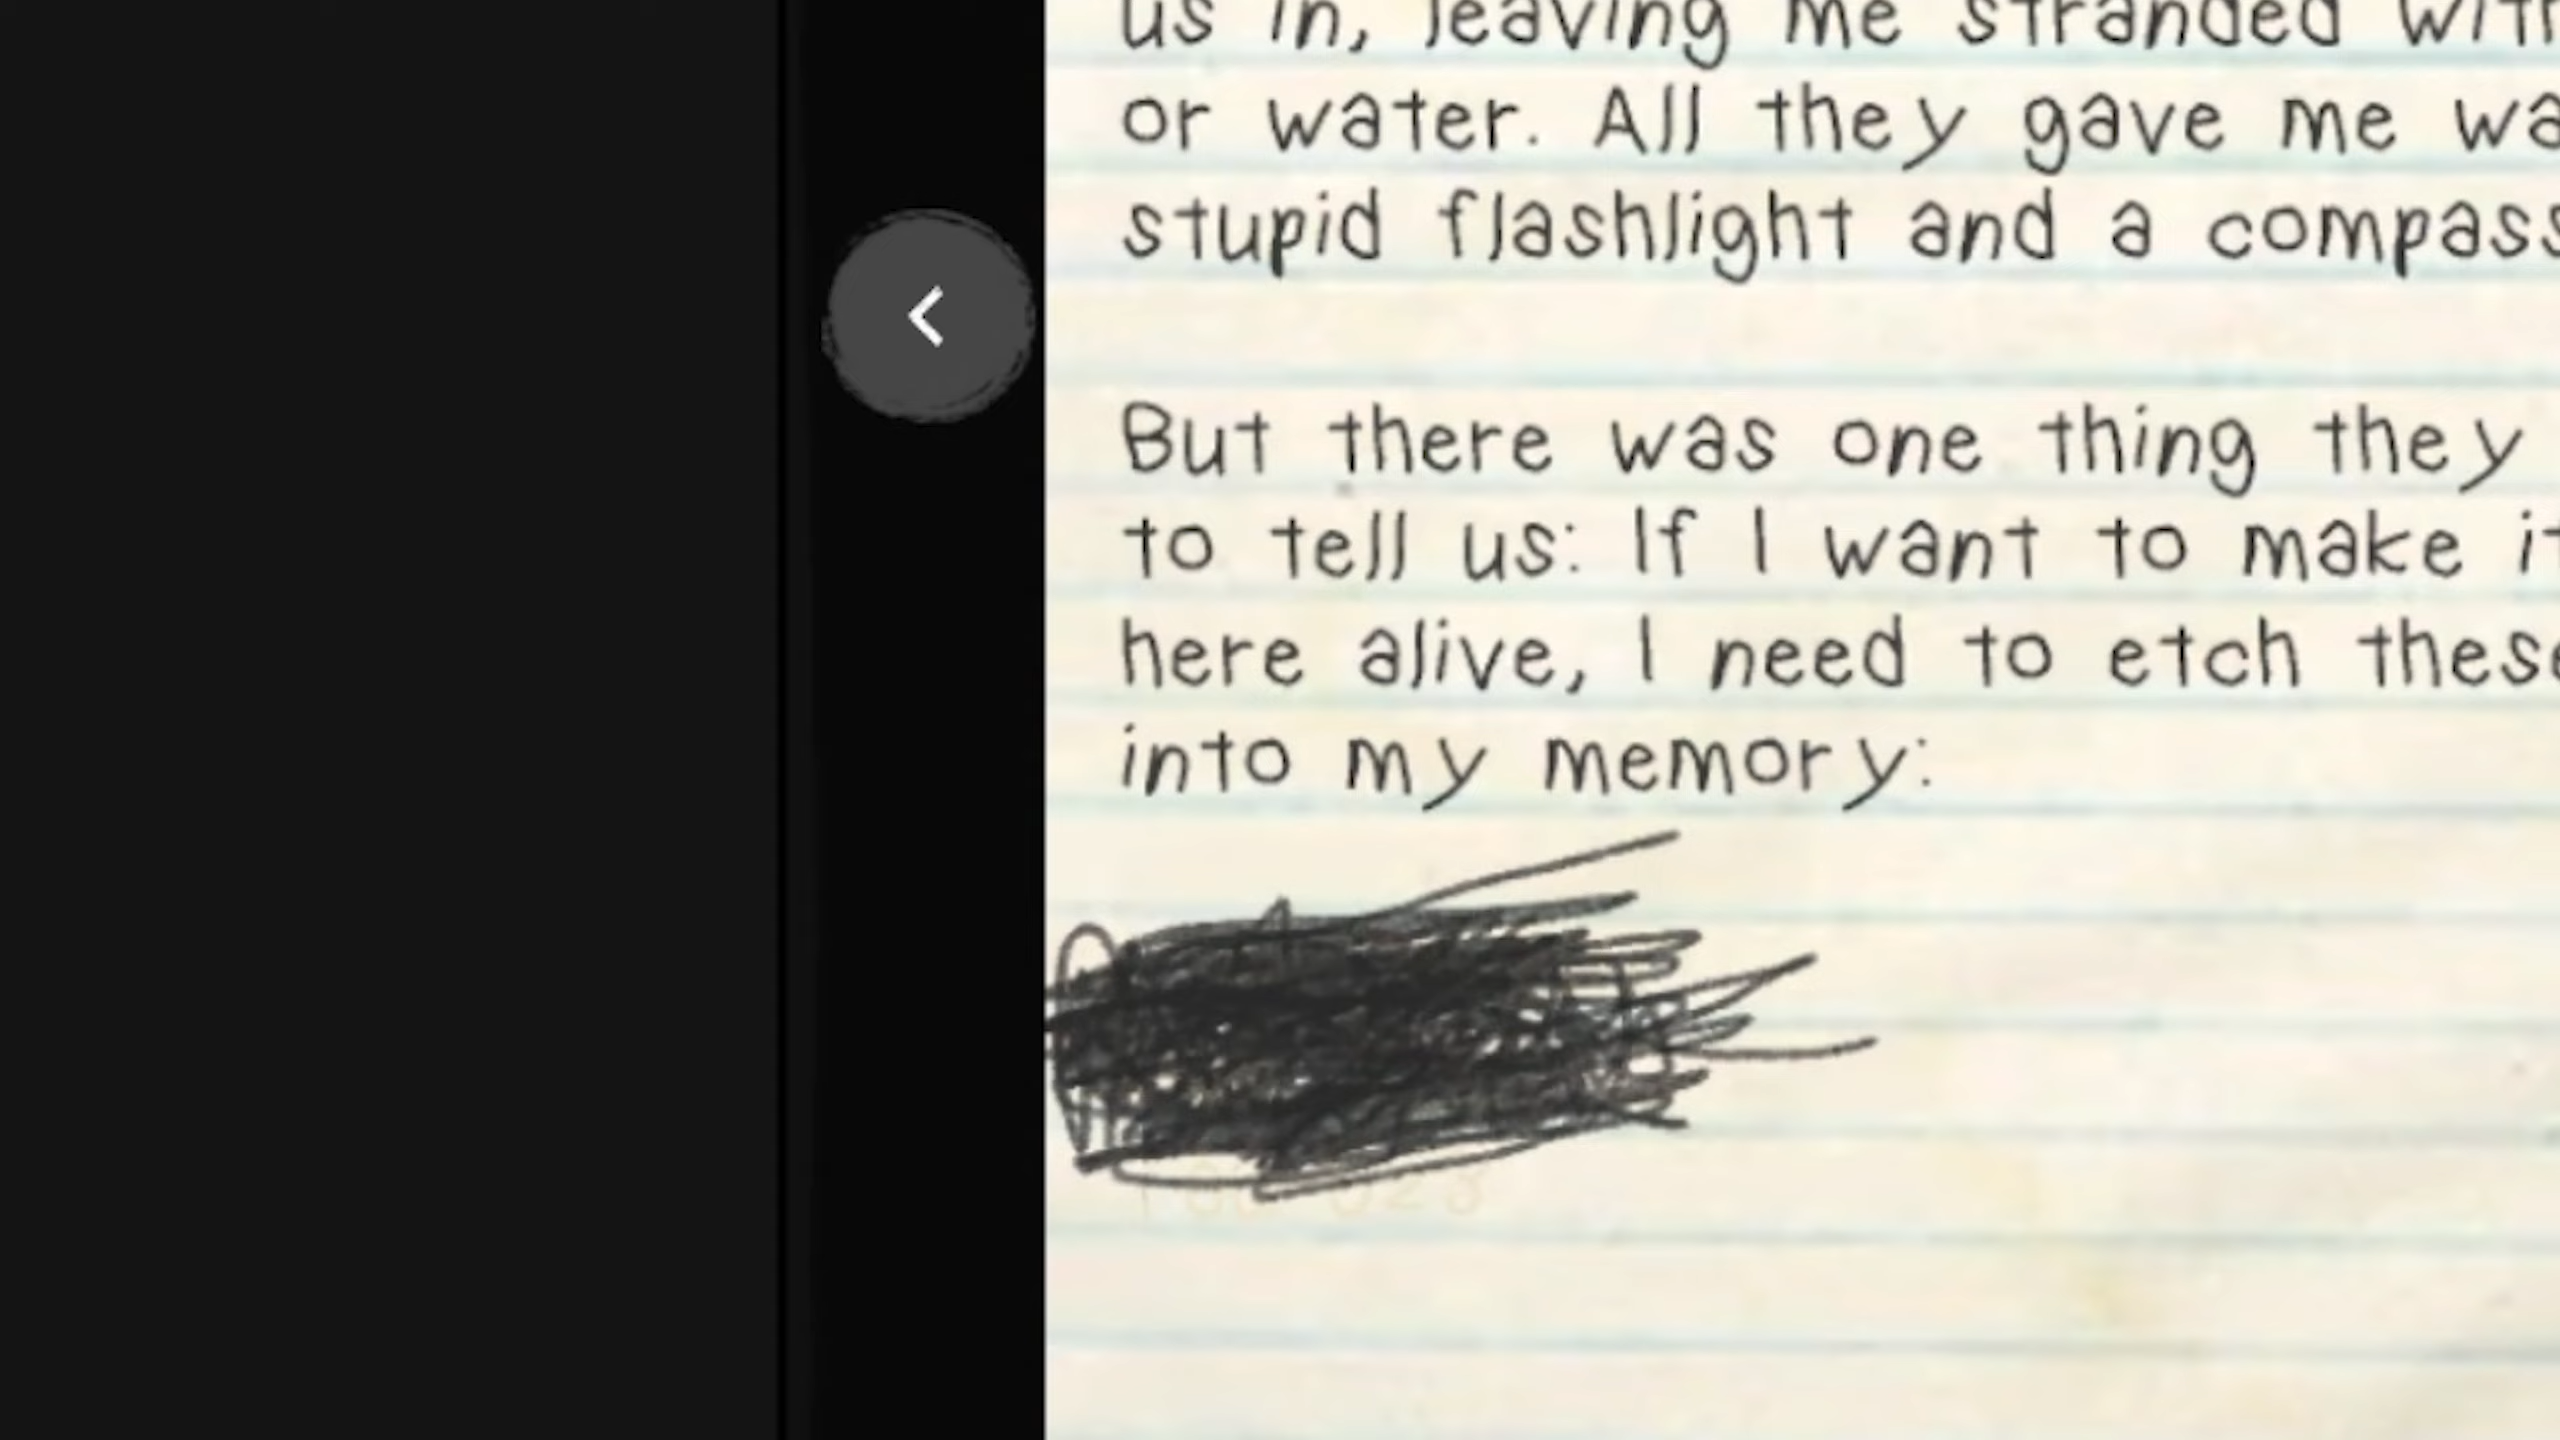 us in, leaving me stranded
or water. All they gave me
stupid flashlight and a compass
But there was one thing they
to tell us: If I want to make
here alive, I need to etch
into my memory: